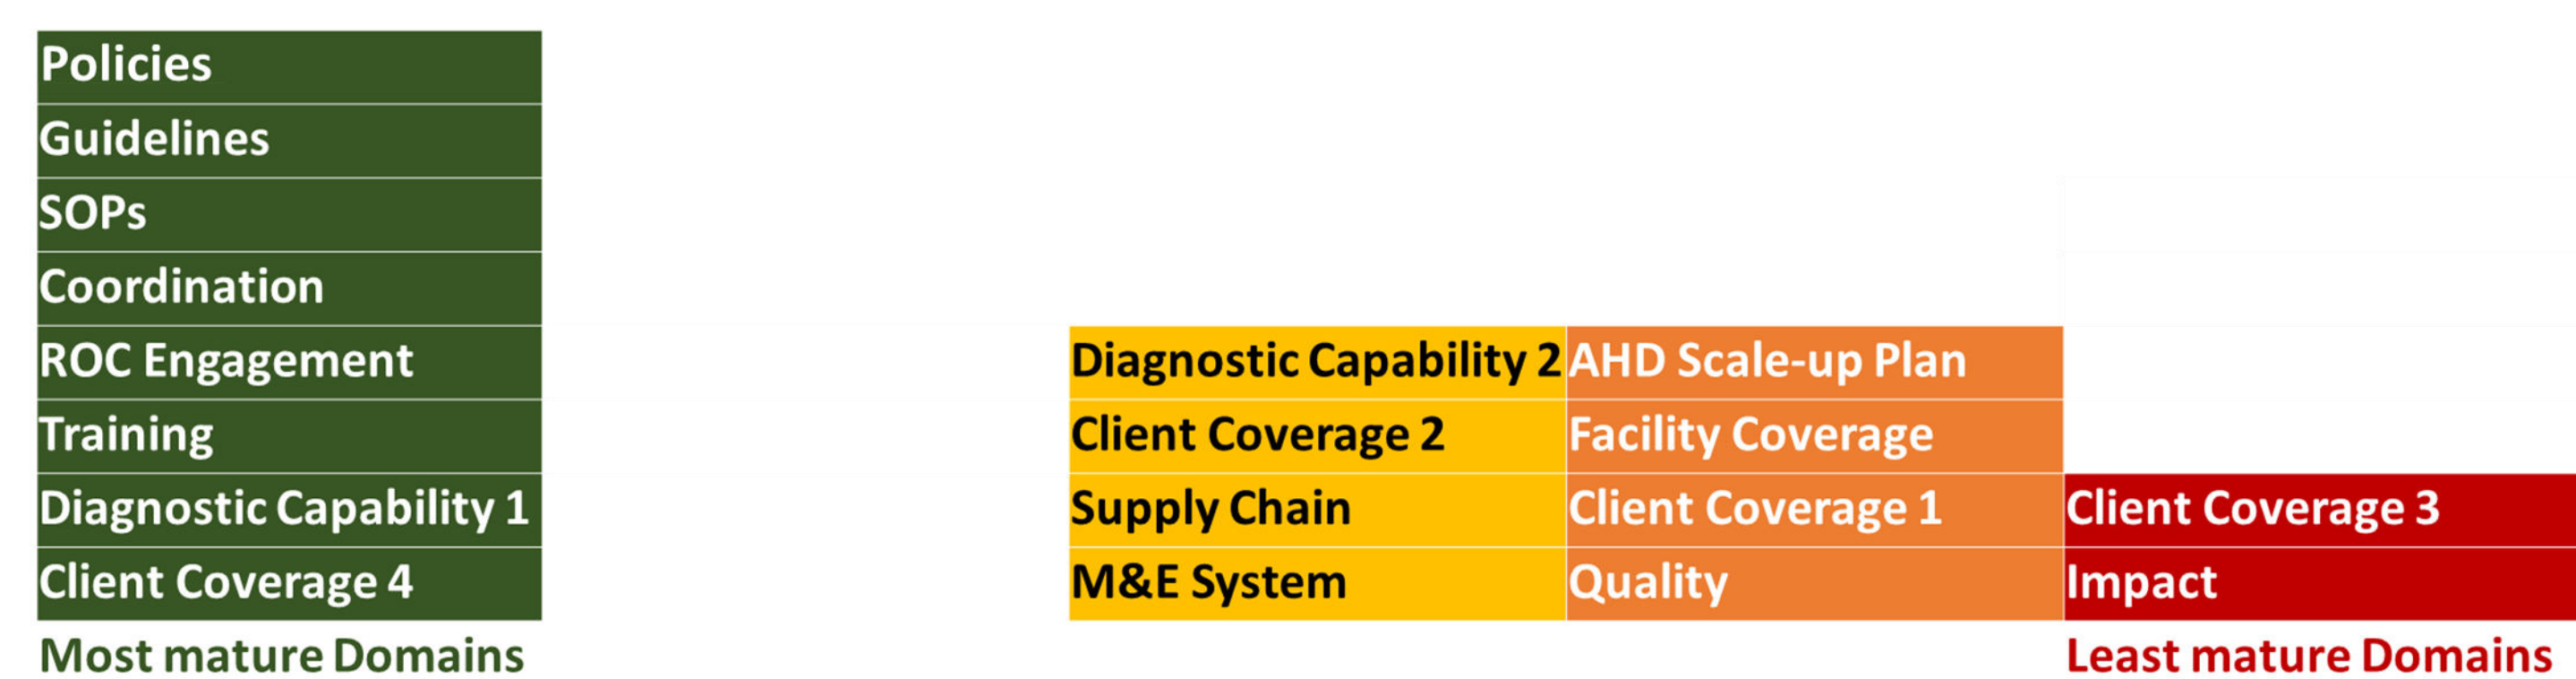 Policies
Guidelines
SOPs
Coordination
ROC Engagement
Training
Diagnostic Capability 1
Client Coverage 4
Most mature Domains
Diagnostic Capability 2
Client Coverage 2
Supply Chain
M&E System
AHD Scale-up Plan
Facility Coverage
Client Coverage 1
Quality
Client Coverage 3
Impact
Least mature Domains